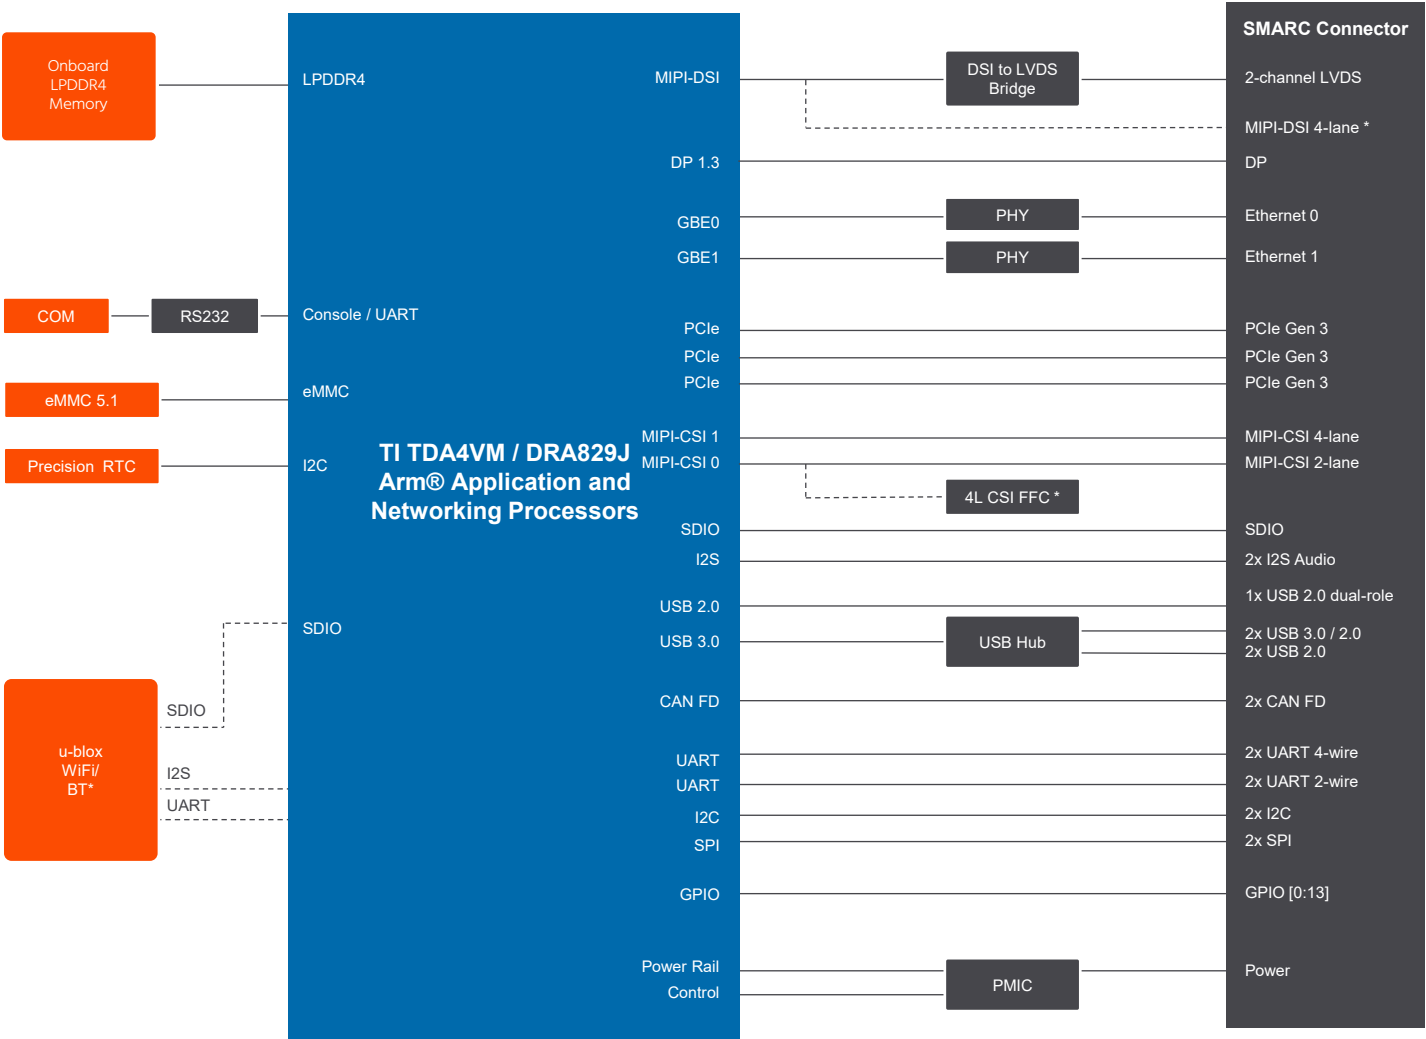 SMARC Connector
Onboard
LPDDR4
Memory
LPDDR4
MIPI-DSI
DSI to LVDS
Bridge
2-channel LVDS
MIPI-DSI 4-lane *
DP 1.3
DP
GBE0
PHY
Ethernet 0
GBE1
PHY
Ethernet 1
COM
RS232
Console / UART
PCIe
PCIe Gen 3
PCIe
PCIe Gen 3
PCIe
PCIe Gen 3
eMMC 5.1
eMMC
MIPI-CSI 1
MIPI-CSI 4-lane
Precision RTC
I2C
TI TDA4VM / DRA829J
Arm® Application and
Networking Processors
MIPI-CSI 0
MIPI-CSI 2-lane
4L CSI FFC *
SDIO
SDIO
I2S
2x I2S Audio
USB 2.0
1x USB 2.0 dual-role
SDIO
USB 3.0
USB Hub
2x USB 3.0 / 2.0
2x USB 2.0
CAN FD
2x CAN FD
SDIO
u-blox
WiFi/
BT*
I2S
UART
UART
2x UART 4-wire
UART
2x UART 2-wire
I2C
2x I2C
SPI
2x SPI
GPIO
GPIO [0:13]
Power Rail
Control
PMIC
Power